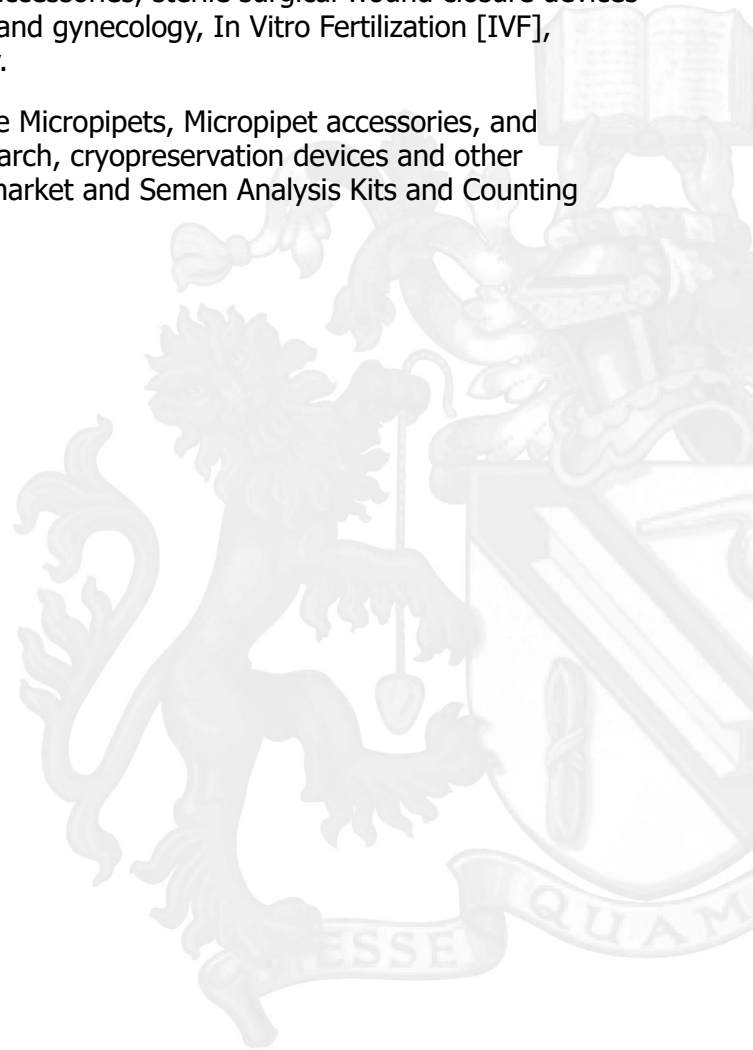 accessories, sterile surgical wound closure devices
and gynecology, In Vitro Fertilization [IVF],
e Micropipets, Micropipet accessories, and
arch, cryopreservation devices and other
market and Semen Analysis Kits and Counting
ESSE
QUAM